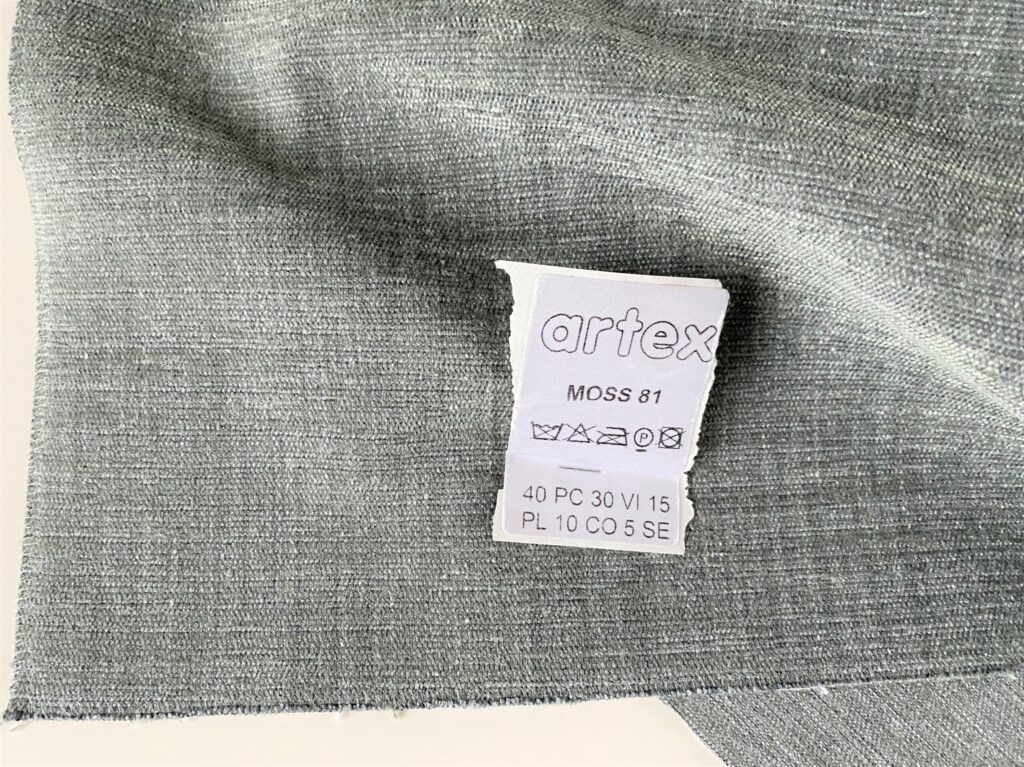 artex
MOSS 81
P
40 PC 30 VI 15
PL 10 CO 5 SE